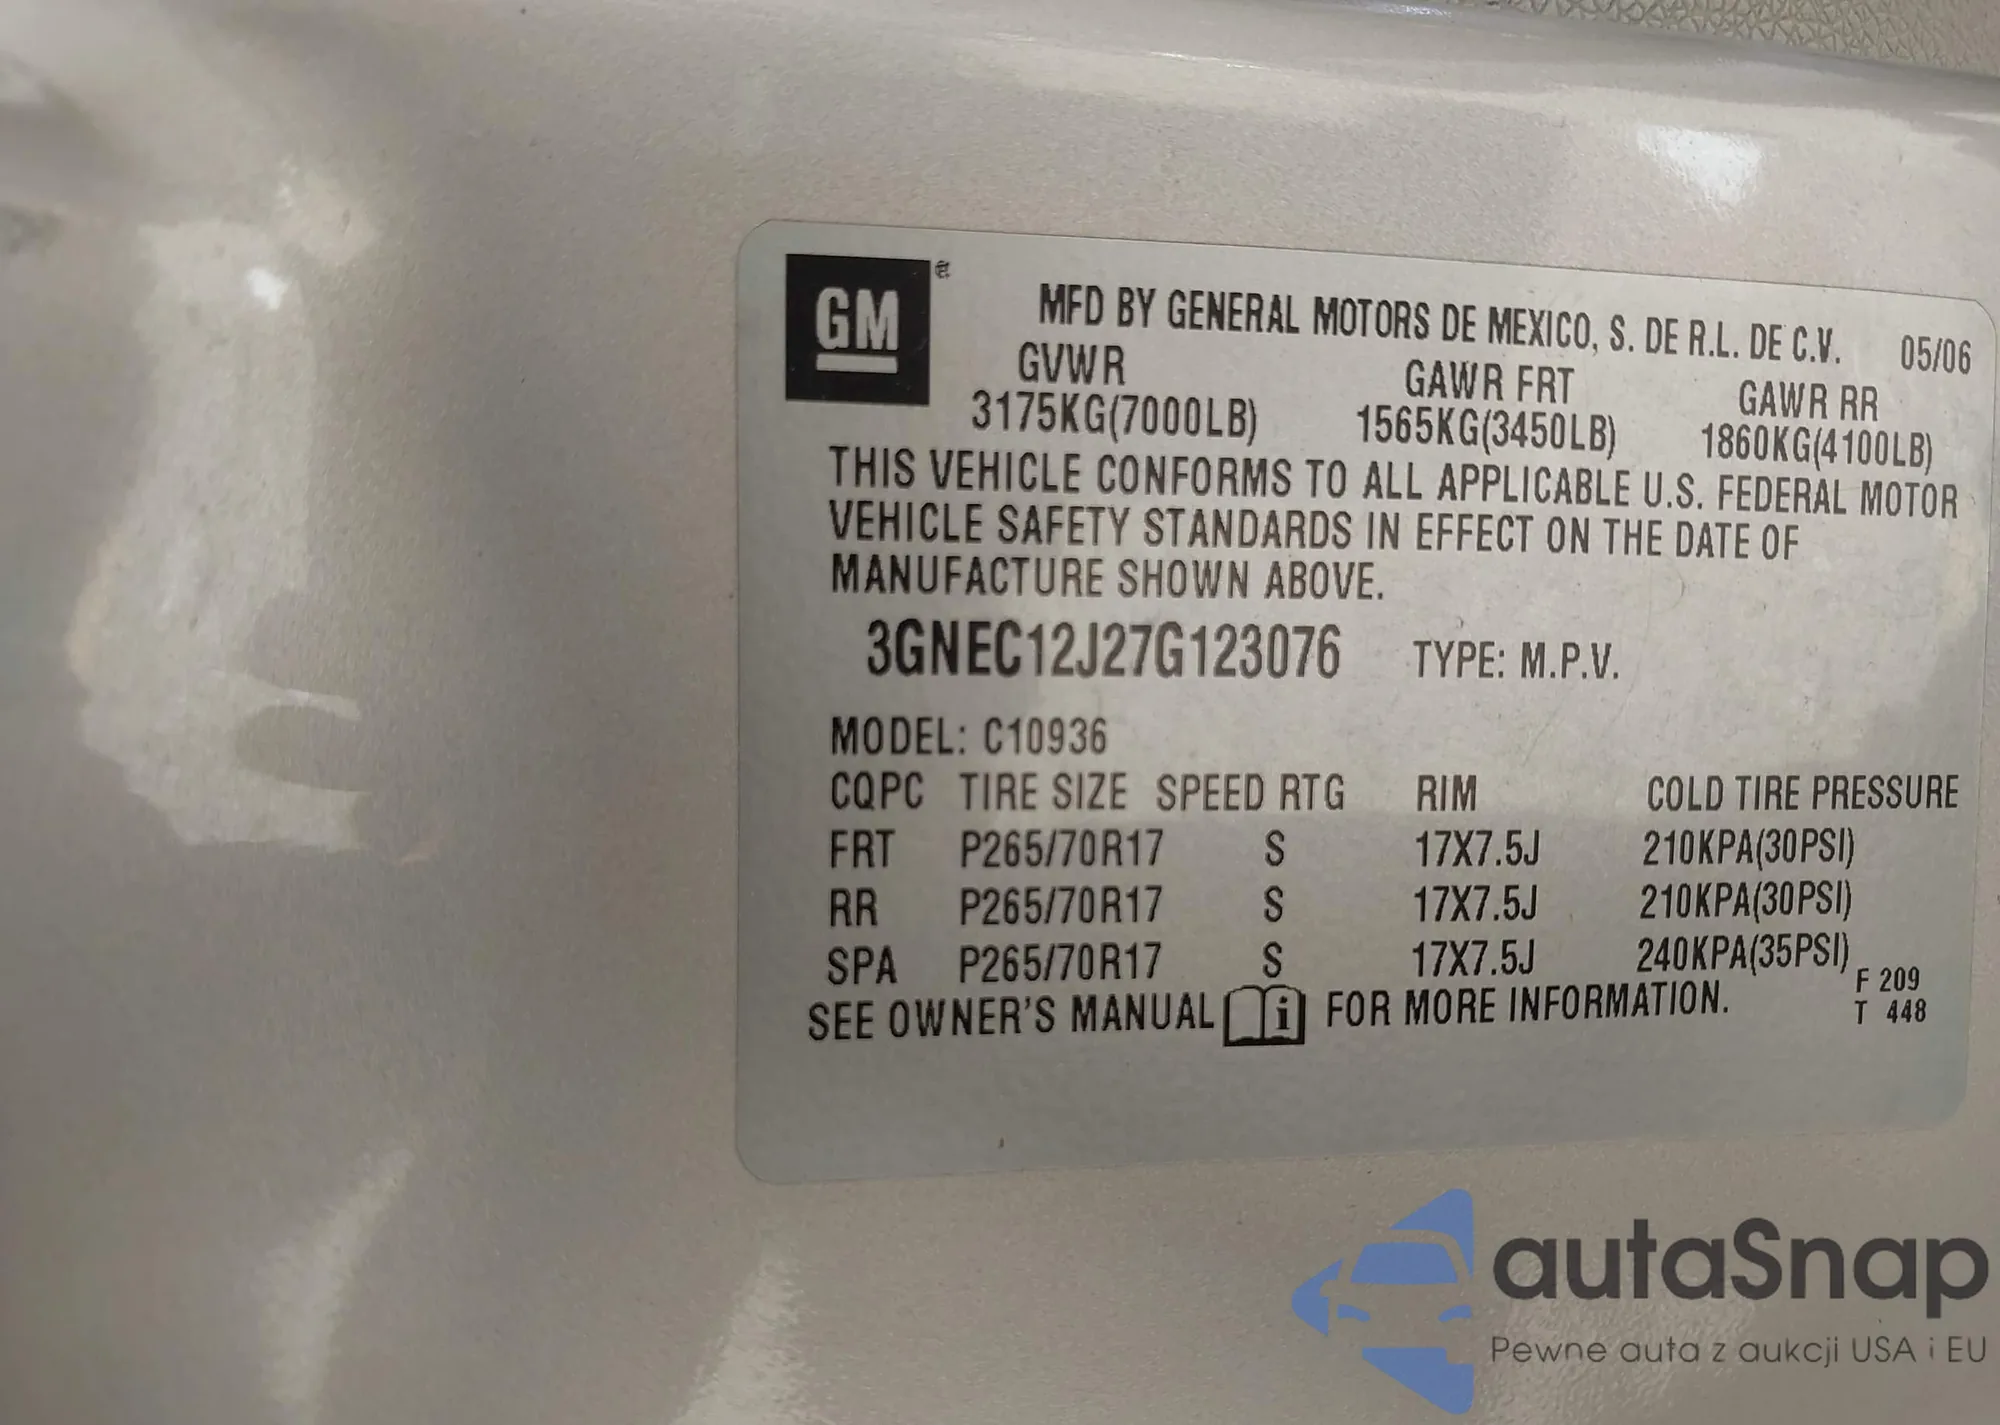 GM®
MFD BY GENERAL MOTORS DE MEXICO, S. DE R.L. DE C.V. 05/06
GVWR GAWR FRT GAWR RR
3175KG(7000LB) 1565KG(3450LB) 1860KG(4100LB)
THIS VEHICLE CONFORMS TO ALL APPLICABLE U.S. FEDERAL MOTOR
VEHICLE SAFETY STANDARDS IN EFFECT ON THE DATE OF
MANUFACTURE SHOWN ABOVE.
3GNEC12J27G123076 TYPE: M.P.V.
MODEL: C10936
CQPC TIRE SIZE SPEED RTG RIM COLD TIRE PRESSURE
FRT P265/70R17 S 17X7.5J 210KPA(30PSI)
RR P265/70R17 S 17X7.5J 210KPA(30PSI)
SPA P265/70R17 S 17X7.5J 240KPA(35PSI)
SEE OWNER'S MANUAL i FOR MORE INFORMATION.
F 209
T 448
autaSnap
Pewne auta z aukcji USA i EU